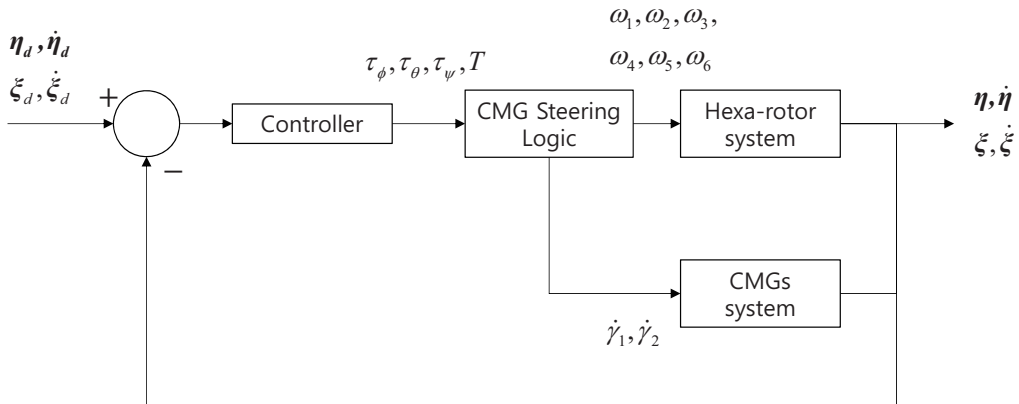 η_d, η̇_d
ξ_d, ξ̇_d
+
−
Controller
τ_ϕ, τ_θ, τ_ψ, T
CMG Steering
Logic
ω_1, ω_2, ω_3,
ω_4, ω_5, ω_6
Hexa-rotor
system
γ̇_1, γ̇_2
CMGs
system
η, η̇
ξ, ξ̇